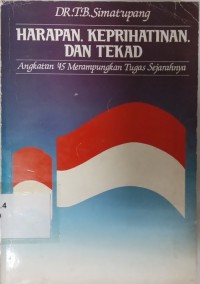 DR.T.B.Simatupang
HARAPAN, KEPRIHATINAN,
DAN TEKAD
Angkatan '45 Merampungkan Tugas Sejarahnya